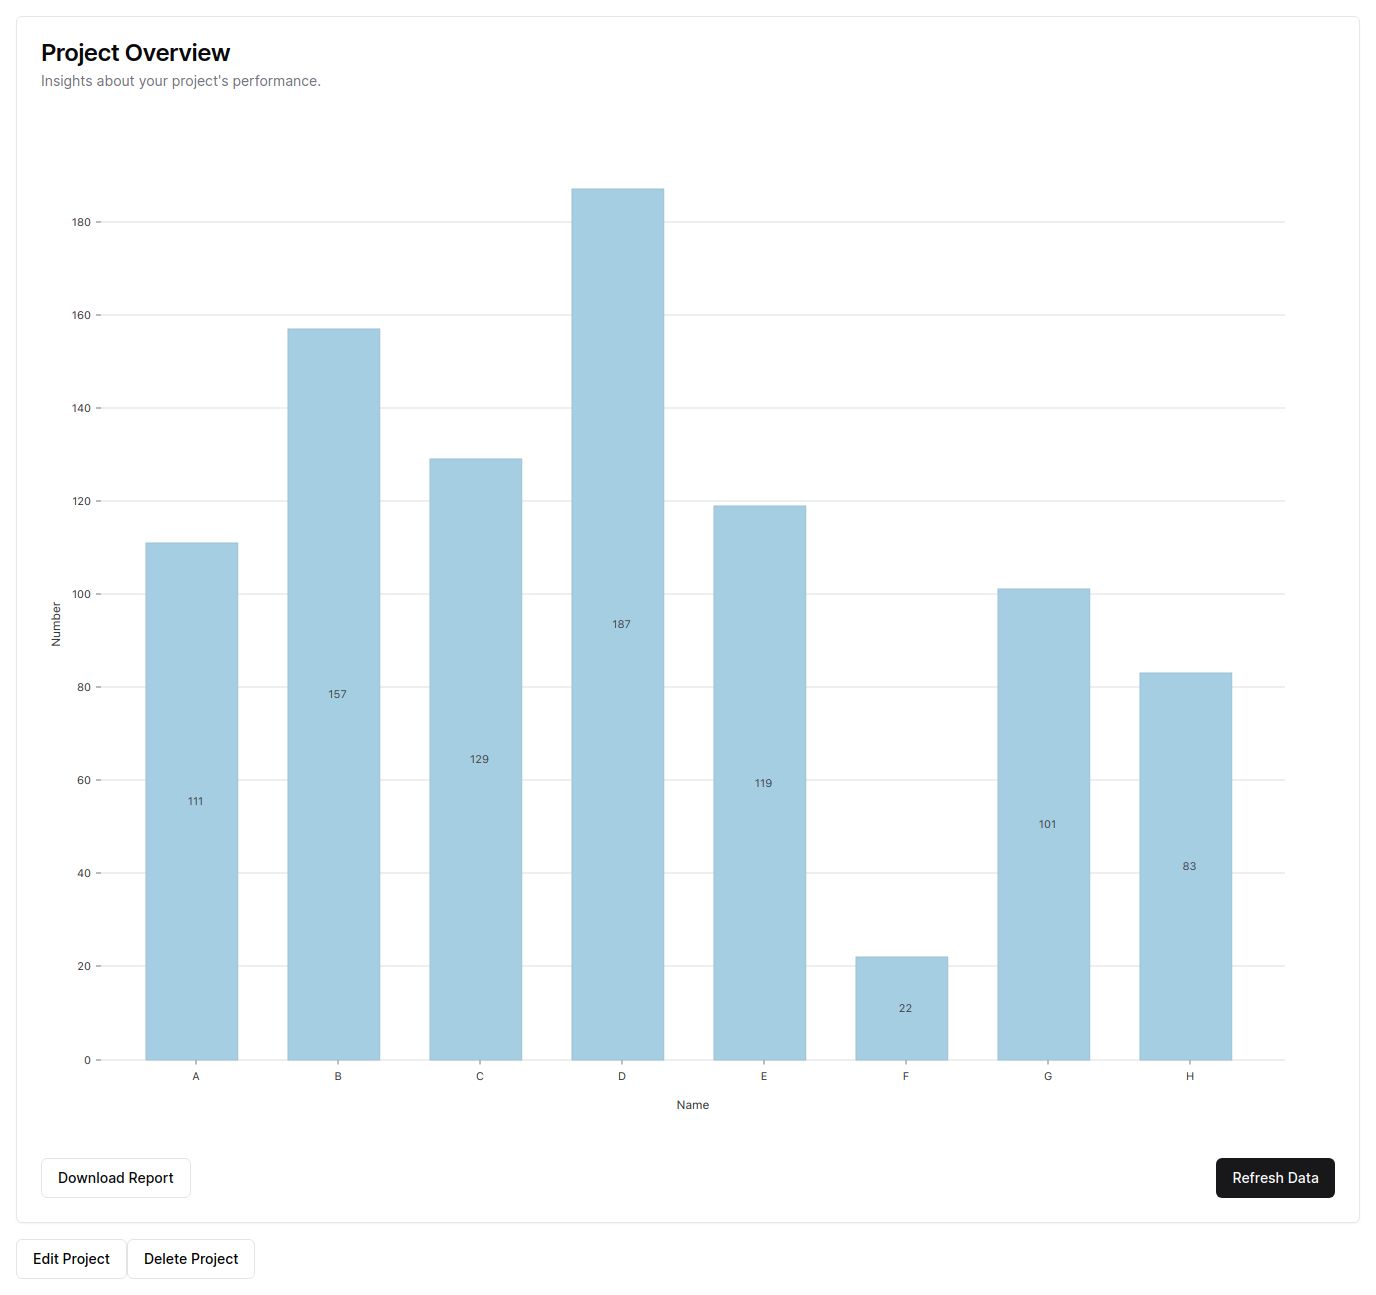 Project Overview
Insights about your project's performance.
180
160
140
120
100
80
60
40
20
0
Number
111
157
129
187
119
22
101
83
A B C D E F G H
Name
Download Report
Refresh Data
Edit Project
Delete Project